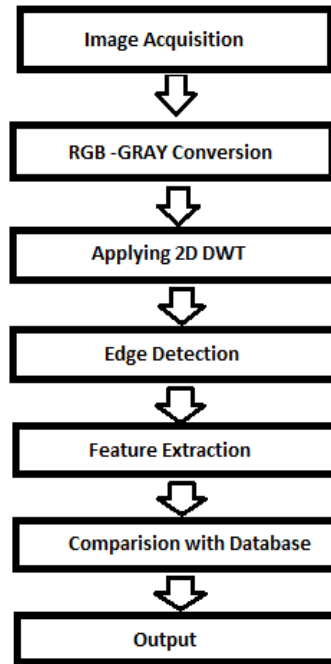 Image Acquisition
RGB -GRAY Conversion
Applying 2D DWT
Edge Detection
Feature Extraction
Comparision with Database
Output